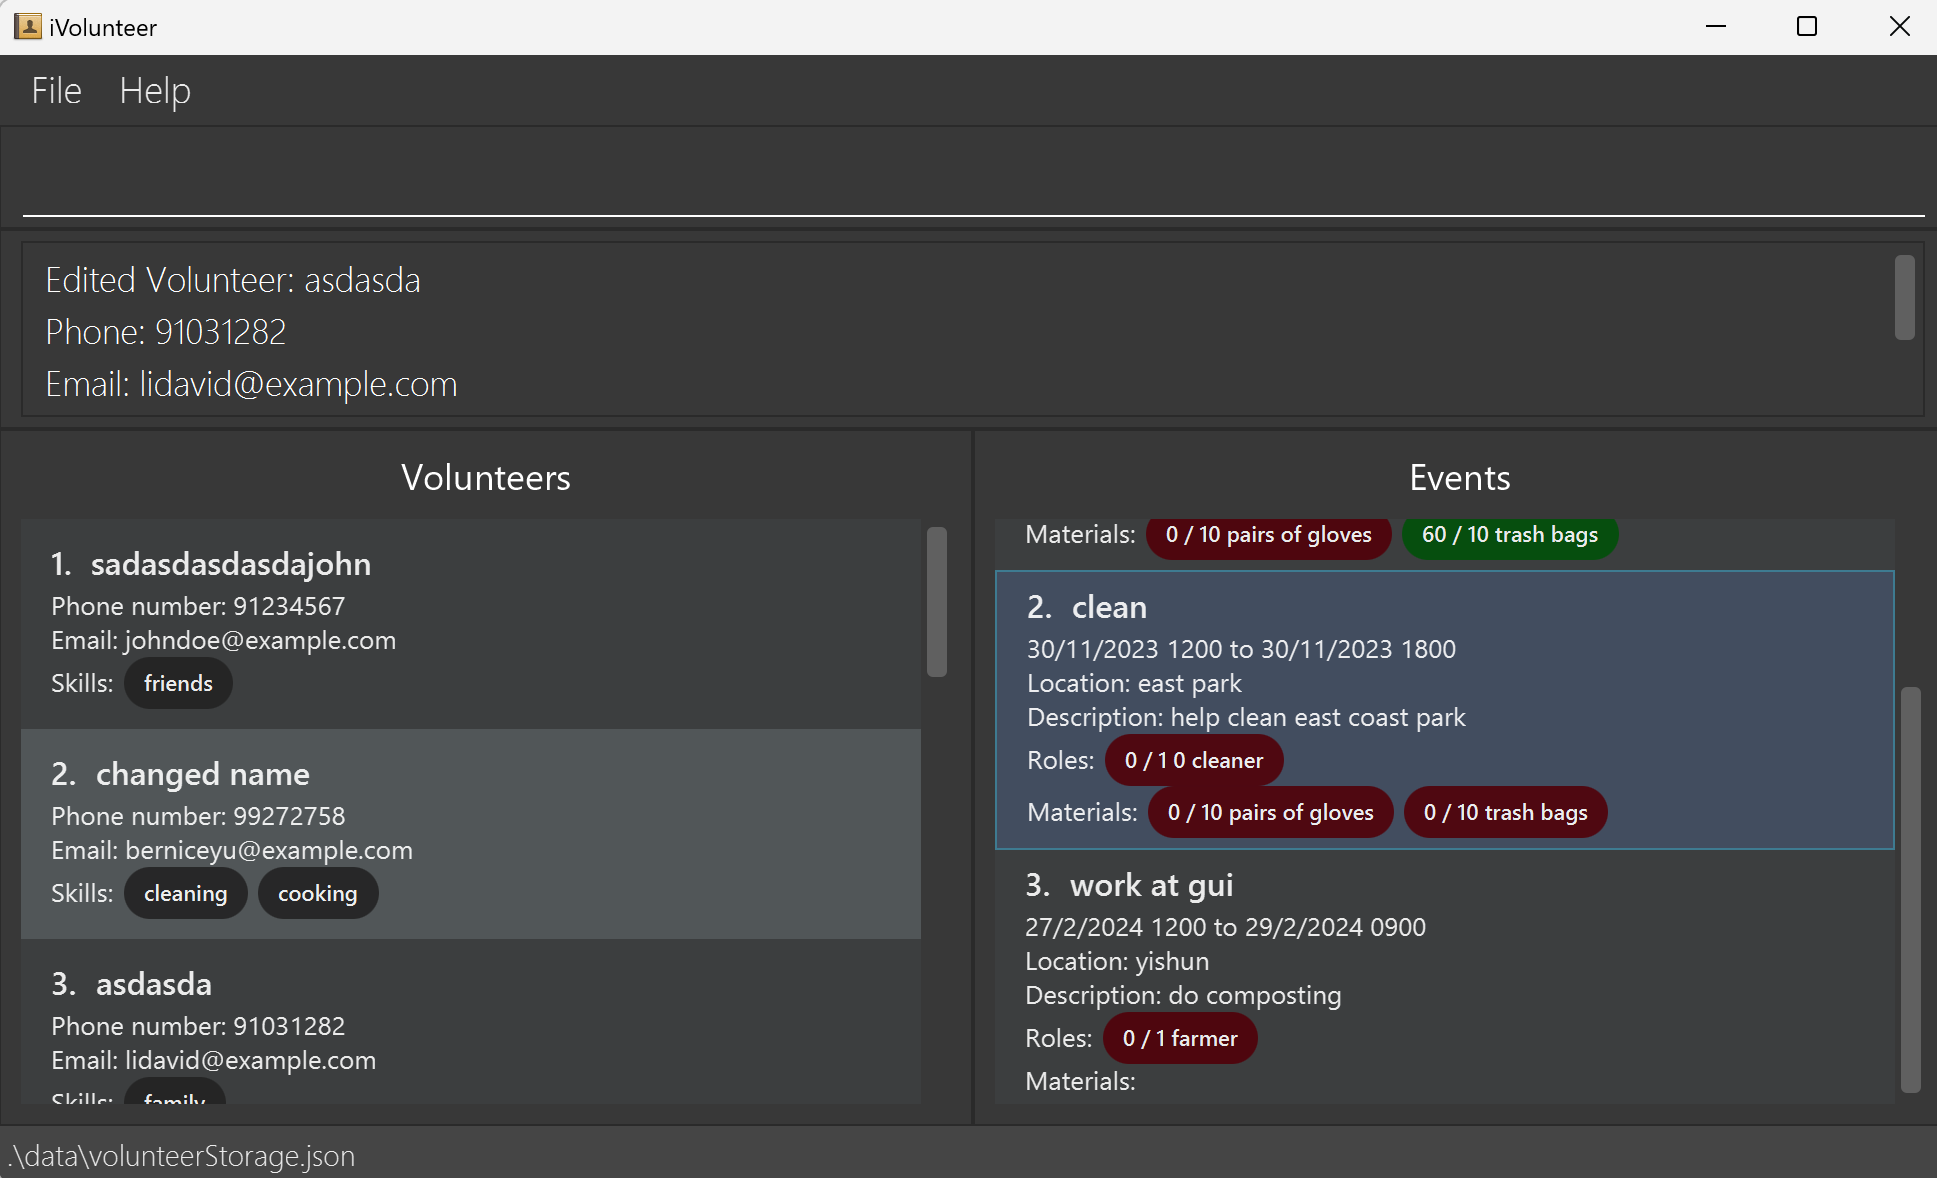 iVolunteer
File Help
Edited Volunteer: asdasda
Phone: 91031282
Email: lidavid@example.com
Volunteers
1. sadasdasdasdajohn
Phone number: 91234567
Email: johndoe@example.com
Skills: friends
2. changed name
Phone number: 99272758
Email: berniceyu@example.com
Skills: cleaning cooking
3. asdasda
Phone number: 91031282
Email: lidavid@example.com
Skills: family
Events
Materials: 0 / 10 pairs of gloves 60 / 10 trash bags
2. clean
30/11/2023 1200 to 30/11/2023 1800
Location: east park
Description: help clean east coast park
Roles: 0 / 1 0 cleaner
Materials: 0 / 10 pairs of gloves 0 / 10 trash bags
3. work at gui
27/2/2024 1200 to 29/2/2024 0900
Location: yishun
Description: do composting
Roles: 0 / 1 farmer
Materials:
.\data\volunteerStorage.json